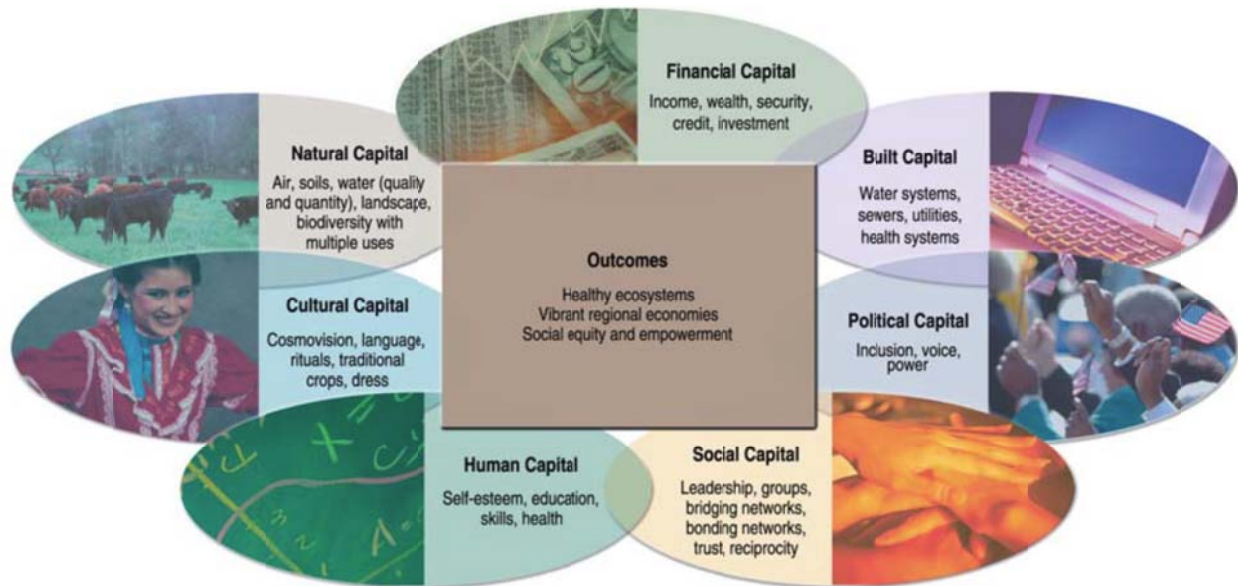 Financial Capital
Income, wealth, security,
credit, investment
Natural Capital
Air, soils, water (quality
and quantity), landscape,
biodiversity with
multiple uses
Built Capital
Water systems,
sewers, utilities,
health systems
Outcomes
Healthy ecosystems
Vibrant regional economies
Social equity and empowerment
Cultural Capital
Cosmovision, language,
rituals, traditional
crops, dress
Political Capital
Inclusion, voice,
power
Human Capital
Self-esteem, education,
skills, health
Social Capital
Leadership, groups,
bridging networks,
bonding networks,
trust, reciprocity